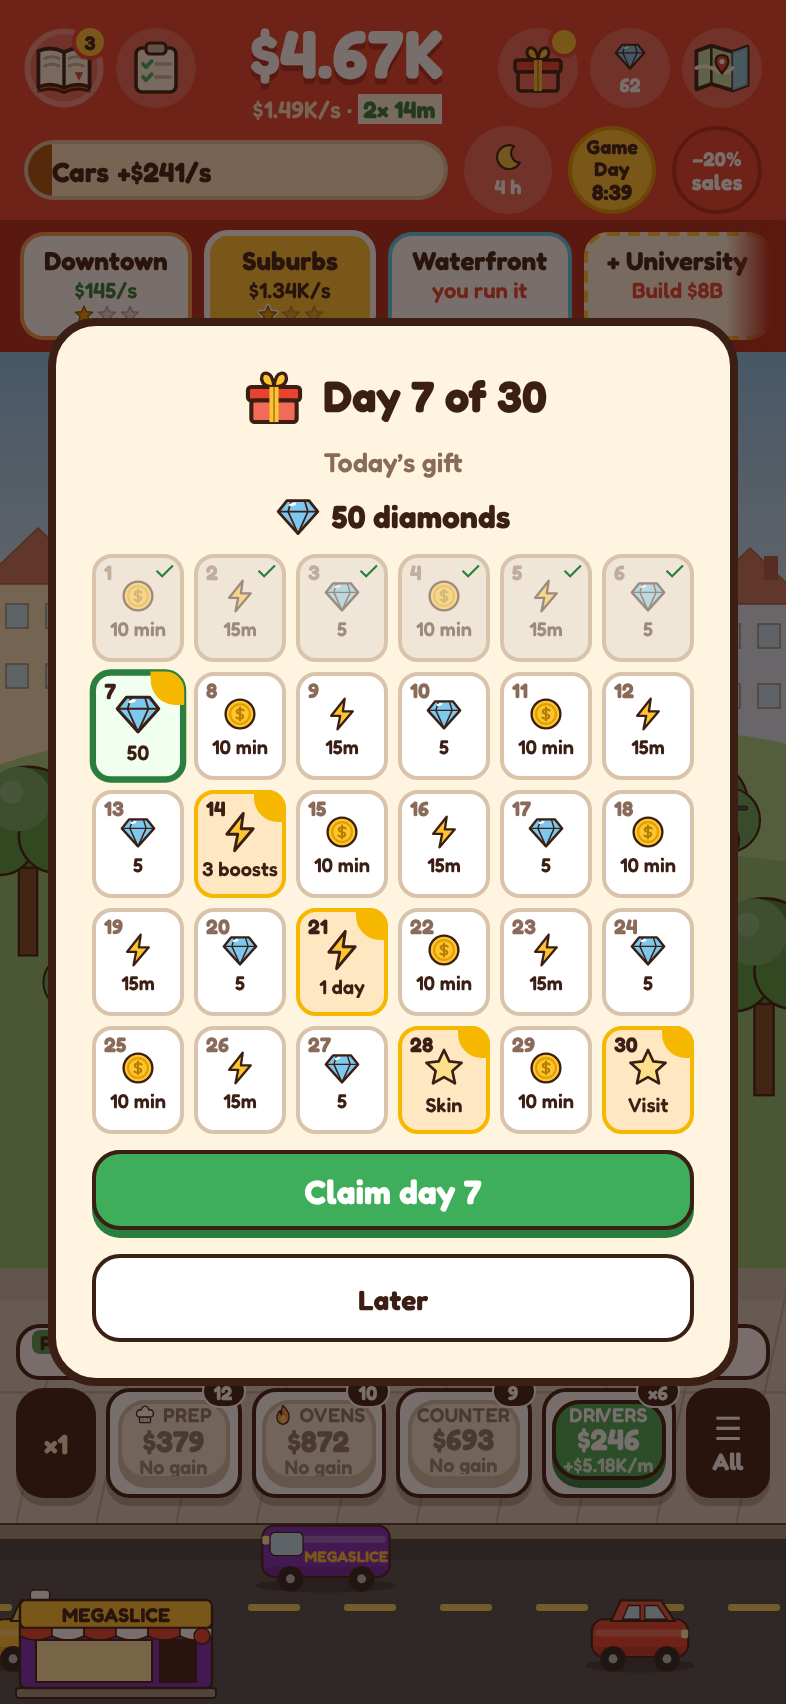 3
$4.67K
$1.49K/s · 2x 14m
62
Cars +$241/s
4 h
Game
Day
8:39
-20%
sales
Downtown
$145/s
Suburbs
$1.34K/s
Waterfront
you run it
+ University
Build $8B
Day 7 of 30
Today's gift
50 diamonds
1
10 min
2
15m
3
5
4
10 min
5
15m
6
5
7
50
8
10 min
9
15m
10
5
11
10 min
12
15m
13
5
14
3 boosts
15
10 min
16
15m
17
5
18
10 min
19
15m
20
5
21
1 day
22
10 min
23
15m
24
5
25
10 min
26
15m
27
5
28
Skin
29
10 min
30
Visit
Claim day 7
Later
x1
12
PREP
$379
No gain
10
OVENS
$872
No gain
9
COUNTER
$693
No gain
x6
DRIVERS
$246
+$5.18K/m
All
MEGASLICE
MEGASLICE